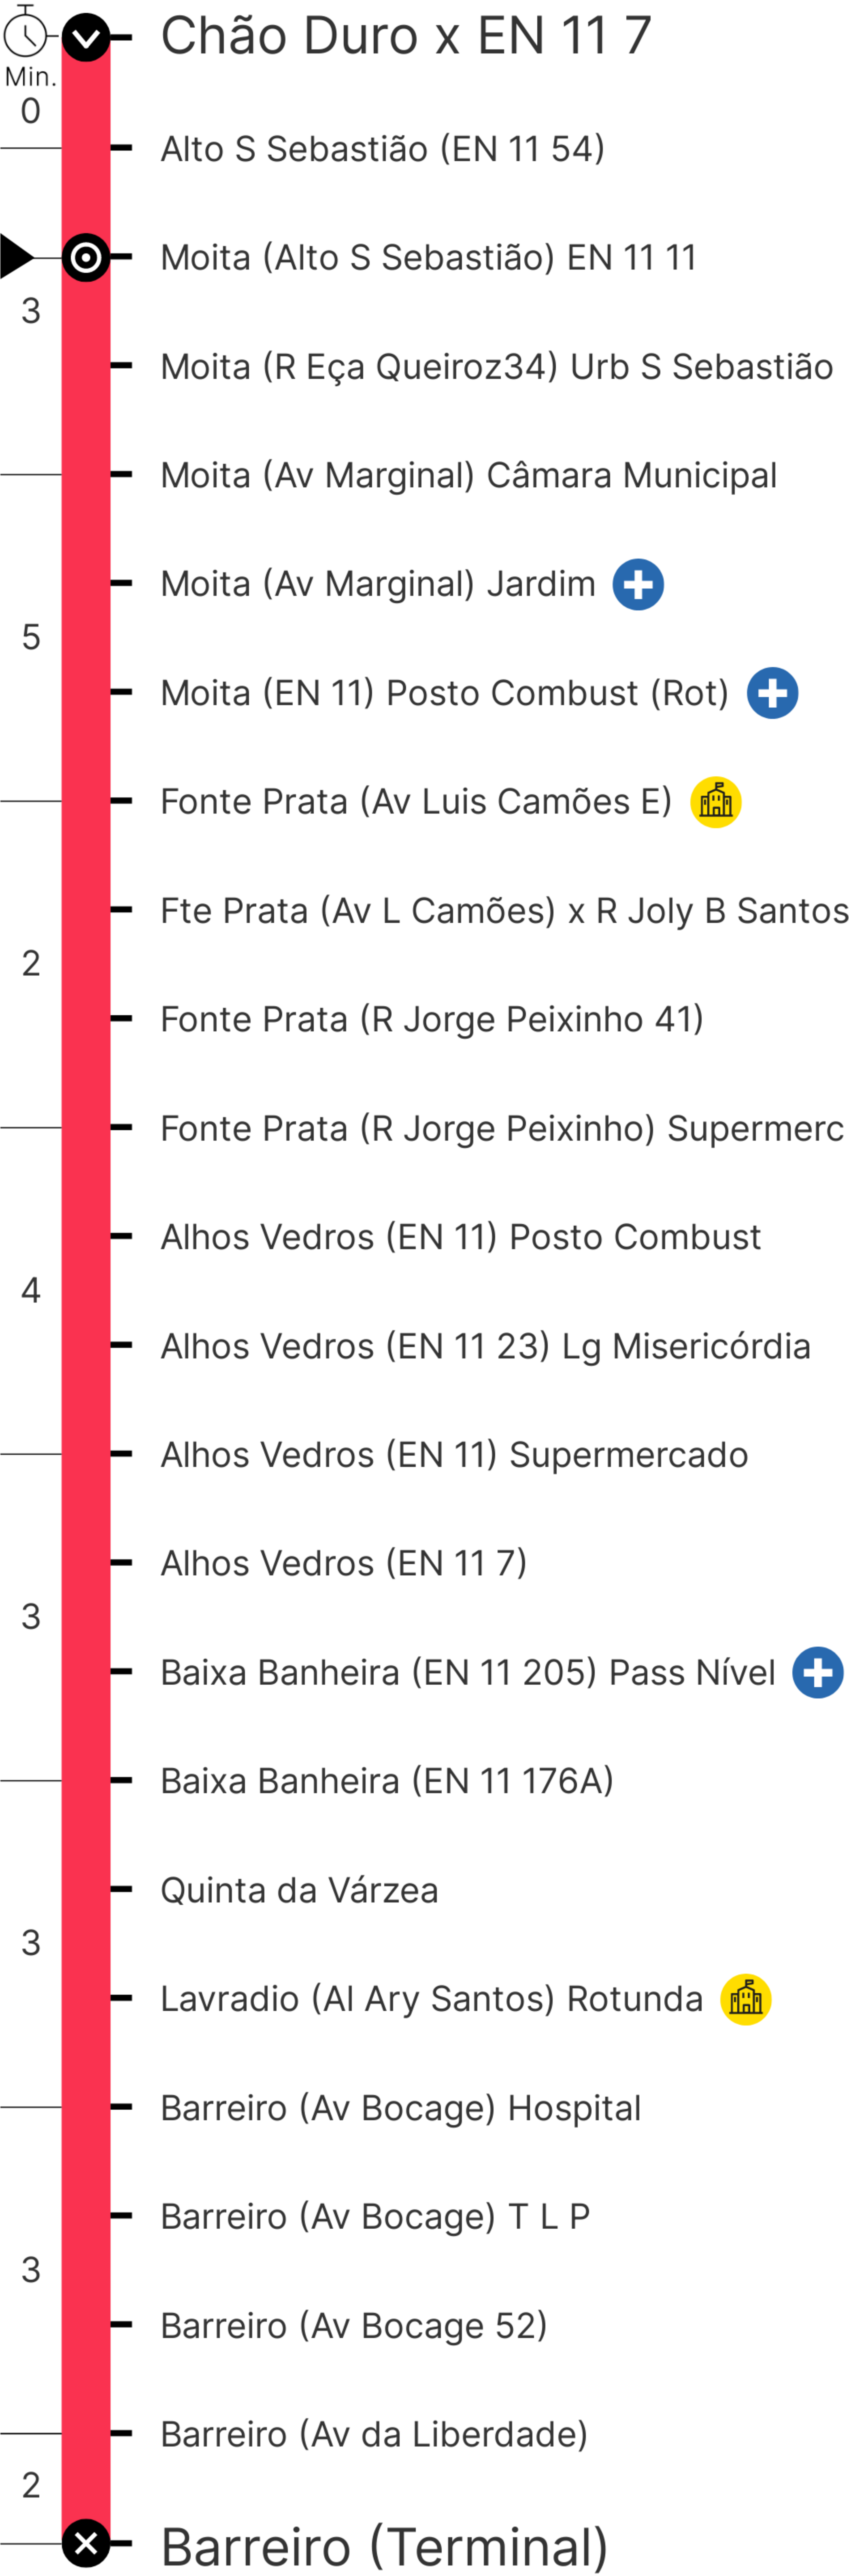 Chão Duro x EN 11 7
Min.
0
Alto S Sebastião (EN 11 54)
Moita (Alto S Sebastião) EN 11 11
3
Moita (R Eça Queiroz34) Urb S Sebastião
Moita (Av Marginal) Câmara Municipal
Moita (Av Marginal) Jardim
5
Moita (EN 11) Posto Combust (Rot)
Fonte Prata (Av Luis Camões E)
Fte Prata (Av L Camões) x R Joly B Santos
2
Fonte Prata (R Jorge Peixinho 41)
Fonte Prata (R Jorge Peixinho) Supermerc
Alhos Vedros (EN 11) Posto Combust
4
Alhos Vedros (EN 11 23) Lg Misericórdia
Alhos Vedros (EN 11) Supermercado
Alhos Vedros (EN 11 7)
3
Baixa Banheira (EN 11 205) Pass Nível
Baixa Banheira (EN 11 176A)
Quinta da Várzea
3
Lavradio (Al Ary Santos) Rotunda
Barreiro (Av Bocage) Hospital
Barreiro (Av Bocage) T L P
3
Barreiro (Av Bocage 52)
Barreiro (Av da Liberdade)
2
Barreiro (Terminal)